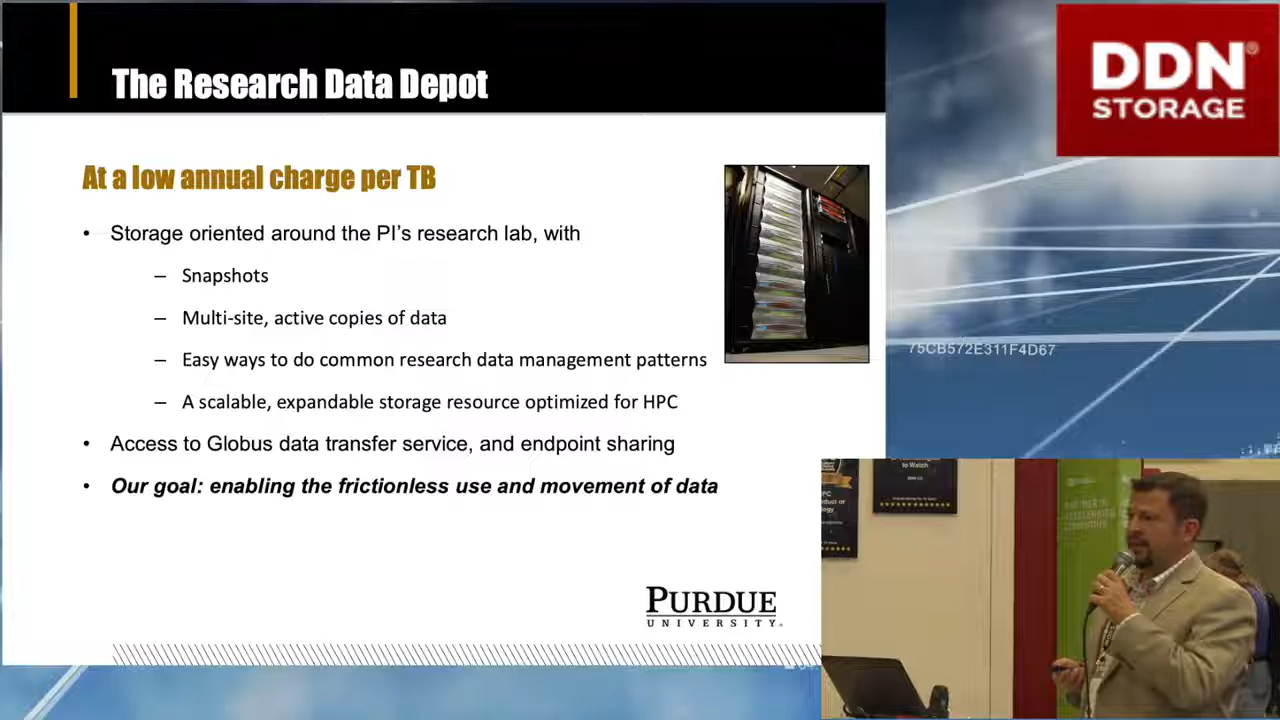 The Research Data Depot
DDN®
STORAGE
At a low annual charge per TB
• Storage oriented around the PI's research lab, with
– Snapshots
– Multi-site, active copies of data
– Easy ways to do common research data management patterns
– A scalable, expandable storage resource optimized for HPC
• Access to Globus data transfer service, and endpoint sharing
• Our goal: enabling the frictionless use and movement of data
75CB572E311F4D67
to Watch
PURDUE
UNIVERSITY